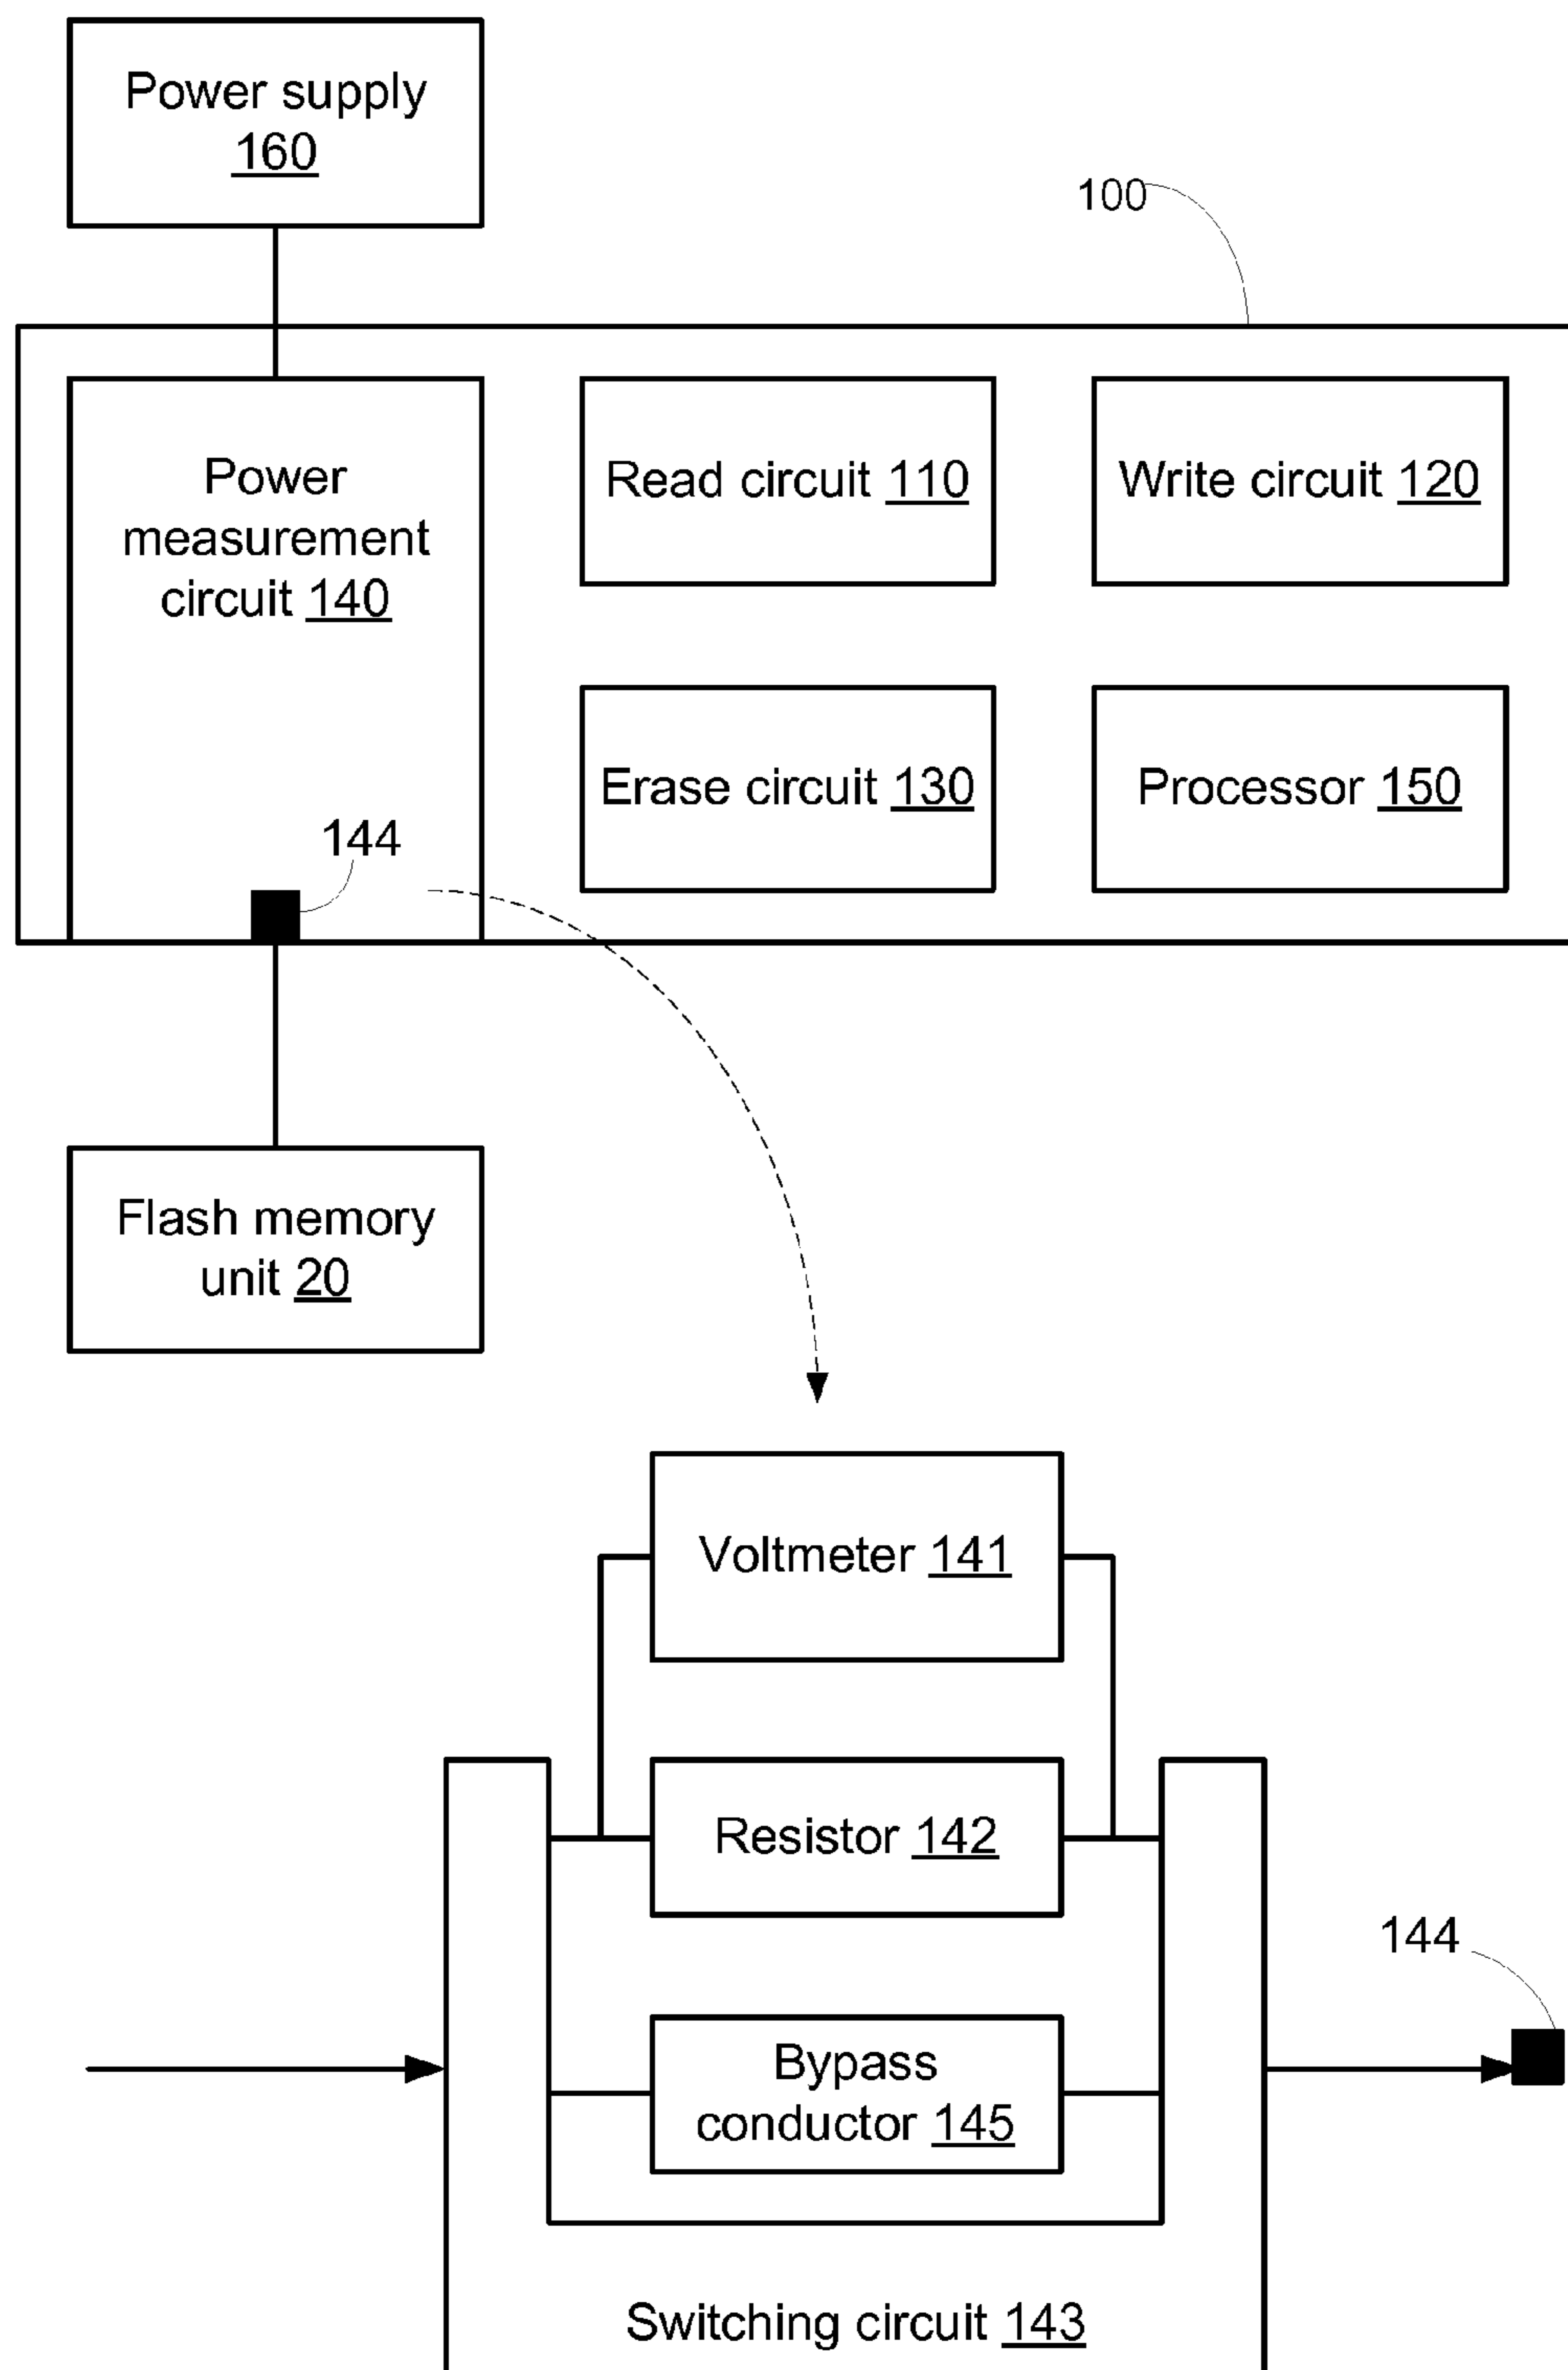 Power supply
160
100
Power
measurement
circuit 140
Read circuit 110
Write circuit 120
Erase circuit 130
Processor 150
144
Flash memory
unit 20
Voltmeter 141
Resistor 142
144
Bypass
conductor 145
Switching circuit 143